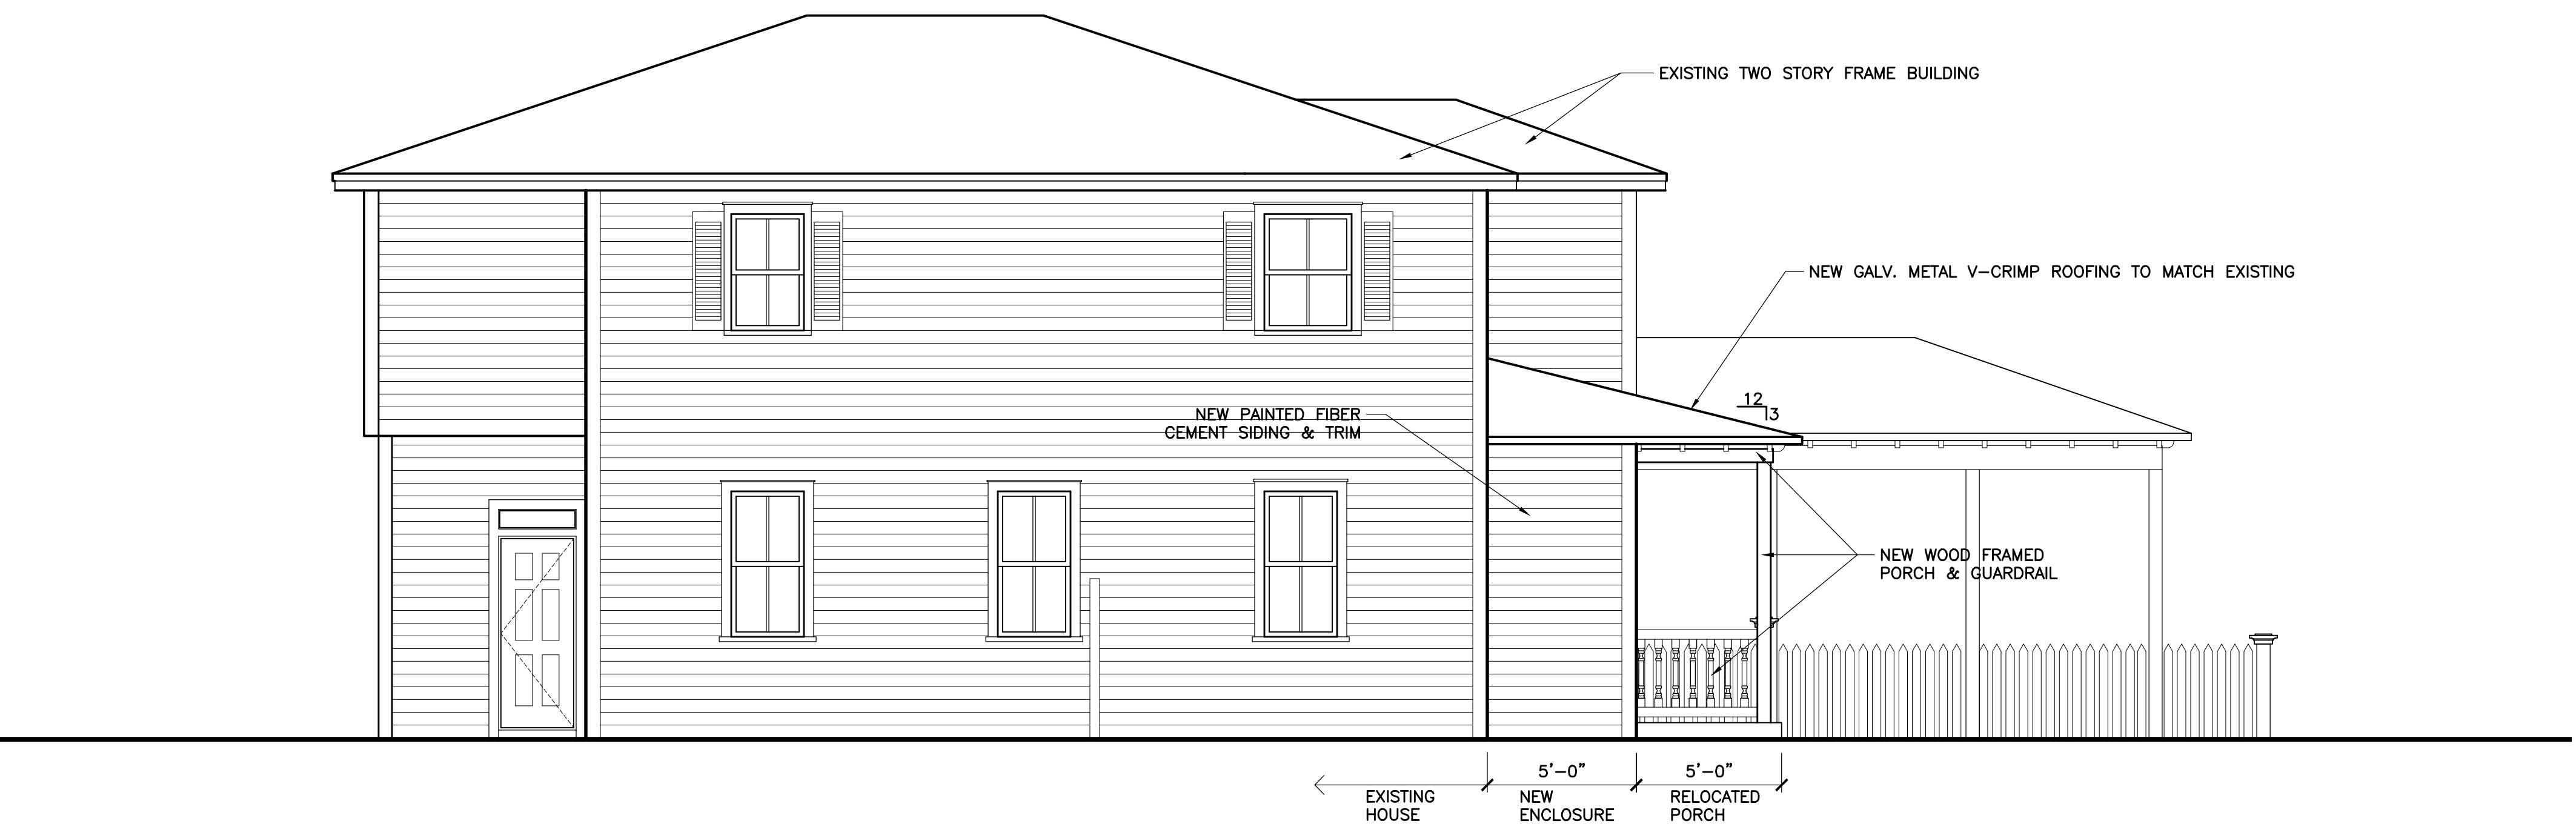 EXISTING TWO STORY FRAME BUILDING
NEW GALV. METAL V-CRIMP ROOFING TO MATCH EXISTING
12
3
NEW PAINTED FIBER
CEMENT SIDING & TRIM
NEW WOOD FRAMED
PORCH & GUARDRAIL
5'-0"
5'-0"
EXISTING
HOUSE
NEW
ENCLOSURE
RELOCATED
PORCH